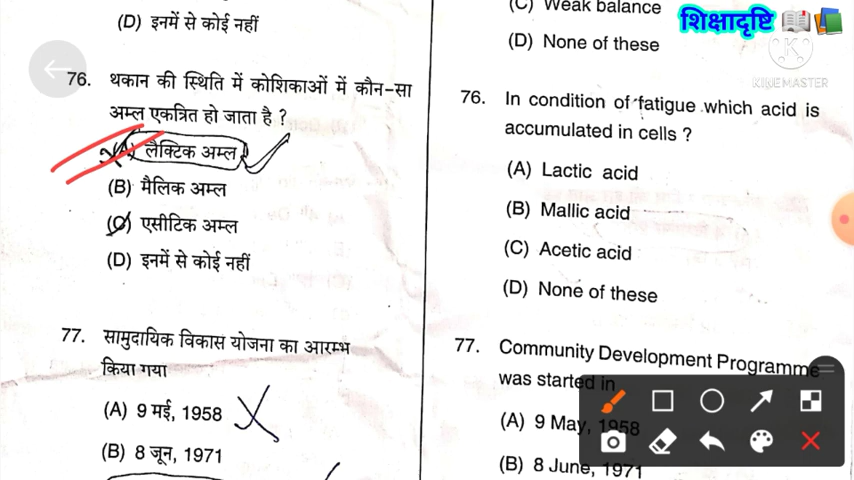 (D) इनमें से कोई नहीं
76. थकान की स्थिति में कोशिकाओं में कौन-सा
अम्ल एकत्रित हो जाता है ?
(A) लैक्टिक अम्ल
(B) मैलिक अम्ल
(C) एसीटिक अम्ल
(D) इनमें से कोई नहीं
77. सामुदायिक विकास योजना का आरम्भ
किया गया
(A) 9 मई, 1958
(B) 8 जून, 1971
(C) Weak balance
(D) None of these
शिक्षादृष्टि
KINEMASTER
76. In condition of fatigue which acid is
accumulated in cells ?
(A) Lactic acid
(B) Mallic acid
(C) Acetic acid
(D) None of these
77. Community Development Programme
was started in
(A) 9 May, 1958
(B) 8 June, 1971